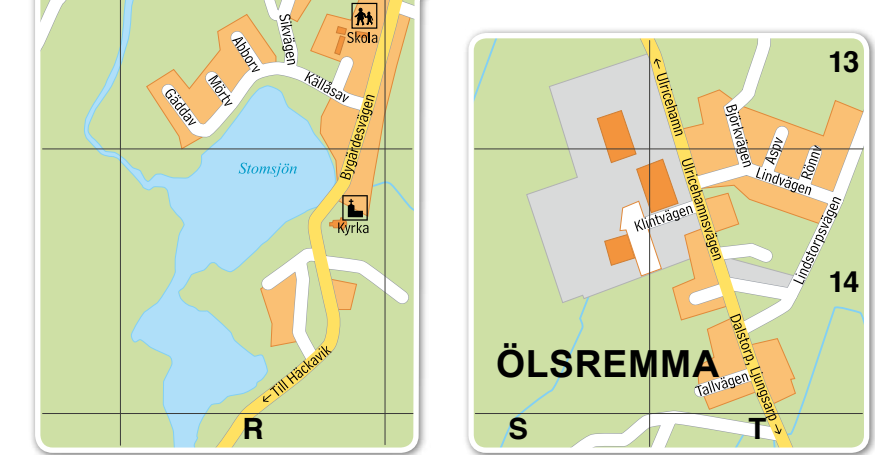 Skola
Sikvägen
Abborv
Mörtv
Gäddav
Källåsav
Bygärdesvägen
Stomsjön
Kyrka
← Till Häckavik
R
13
← Ulricehamn
Björkvägen
Aspv
Rönnv
Lindvägen
Ulricehamnsvägen
Klintvägen
Lindstorpsvägen
14
Dalstorp, Ljungsarp →
ÖLSREMMA
Tallvägen
S
T